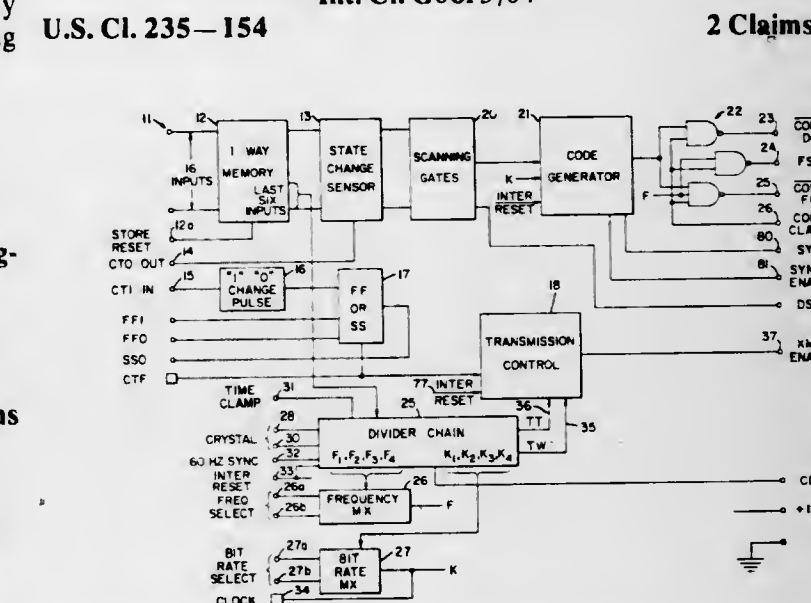 U.S. Cl. 235—154
2 Claims
11
12
13
20
21
22
23
24
25
26
16
INPUTS
1 WAY
MEMORY
LAST
SIX
INPUTS
STATE
CHANGE
SENSOR
SCANNING
GATES
K
INTER
RESET
CODE
GENERATOR
F
FS
80
81
STORE
RESET
12a
CTO OUT
14
CTI IN
15
"1" "0"
CHANGE
PULSE
16
FF
OR
SS
17
FFI
FFO
SSO
CTF
18
TRANSMISSION
CONTROL
37
TIME
CLAMP
31
77
INTER
RESET
36
35
25
TT
TW
DIVIDER CHAIN
F₁,F₂,F₃,F₄
K₁,K₂,K₃,K₄
CRYSTAL
28
30
60 HZ SYNC
32
INTER
RESET
33
FREQ
SELECT
26a
26b
FREQUENCY
MX
26
F
BIT
RATE
SELECT
27a
27b
BIT
RATE
MX
27
K
CLOCK
34